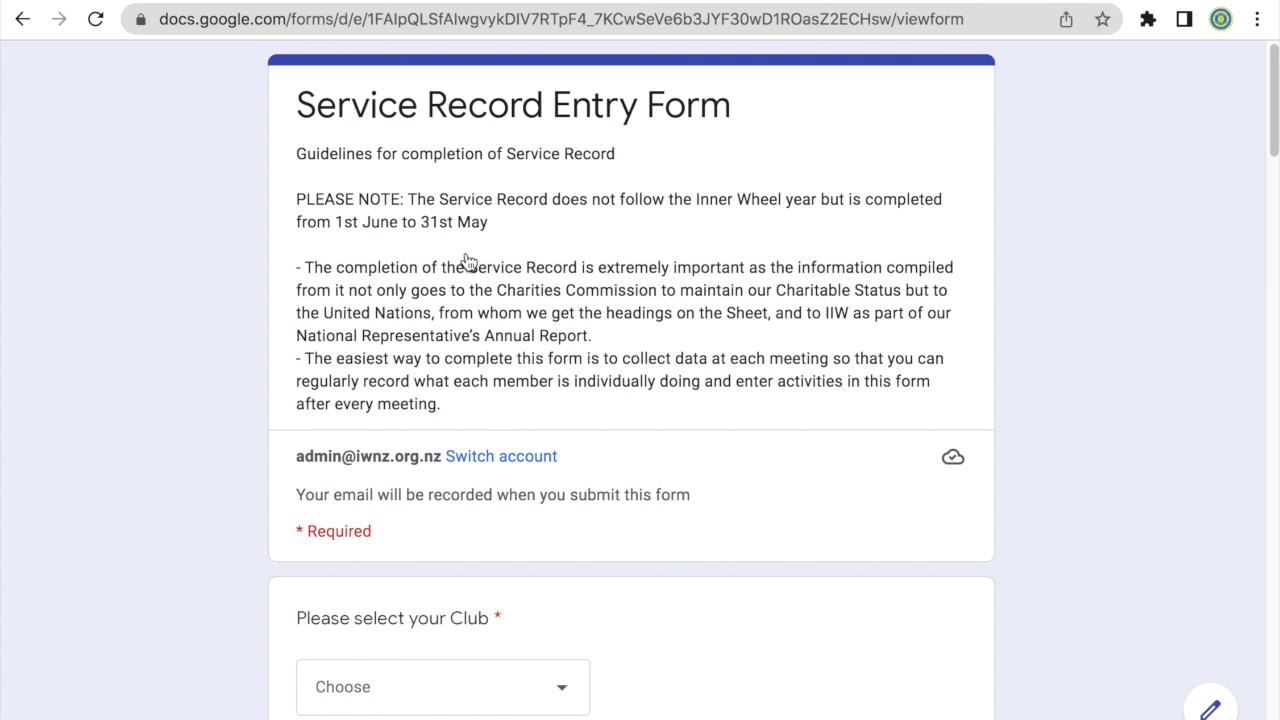 docs.google.com/forms/d/e/1FAIpQLSfAIwgvykDIV7RTpF4_7KCwSeVe6b3JYF30wD1ROasZ2ECHsw/viewform
Service Record Entry Form
Guidelines for completion of Service Record
PLEASE NOTE: The Service Record does not follow the Inner Wheel year but is completed
from 1st June to 31st May
- The completion of the Service Record is extremely important as the information compiled
from it not only goes to the Charities Commission to maintain our Charitable Status but to
the United Nations, from whom we get the headings on the Sheet, and to IIW as part of our
National Representative’s Annual Report.
- The easiest way to complete this form is to collect data at each meeting so that you can
regularly record what each member is individually doing and enter activities in this form
after every meeting.
admin@iwnz.org.nz Switch account
Your email will be recorded when you submit this form
* Required
Please select your Club *
Choose